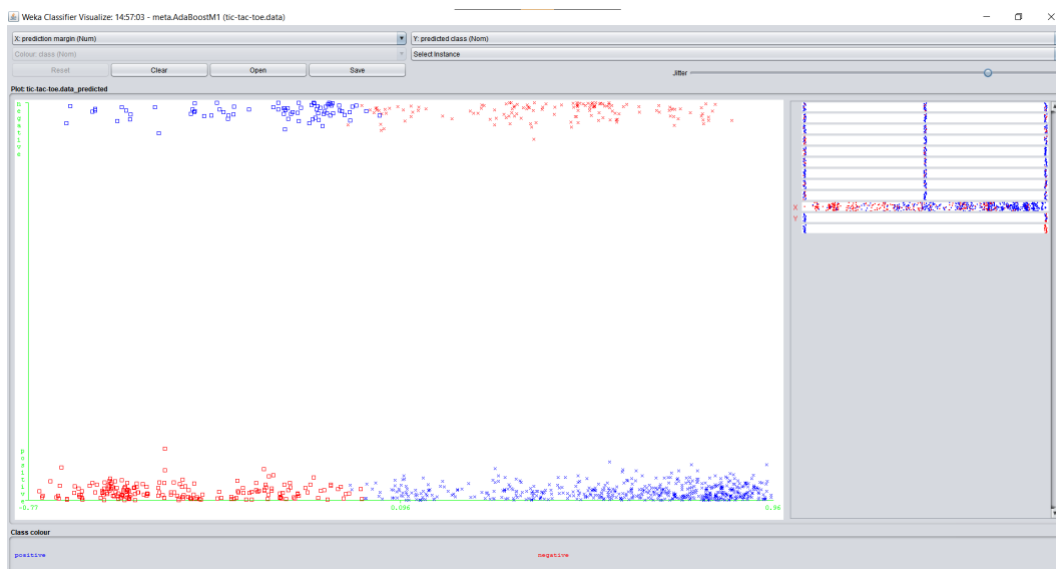 Weka Classifier Visualize: 14:57:03 - meta.AdaBoostM1 (tic-tac-toe.data)
X: prediction margin (Num)
Y: predicted class (Nom)
Colour: class (Nom)
Select Instance
Reset
Clear
Open
Save
Jitter
Plot: tic-tac-toe.data_predicted
negative
positive
-0.77
0.096
0.96
X
Y
Class colour
positive
negative